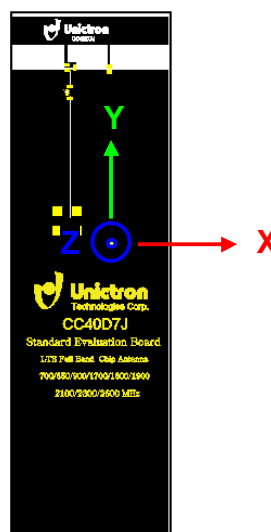 Unictron
Y
Z
X
Unictron
Technologies Corp.
CC40D7J
Standard Evaluation Board
LTE Full Band Chip Antenna
700/850/900/1700/1800/1900
2100/2300/2600 MHz